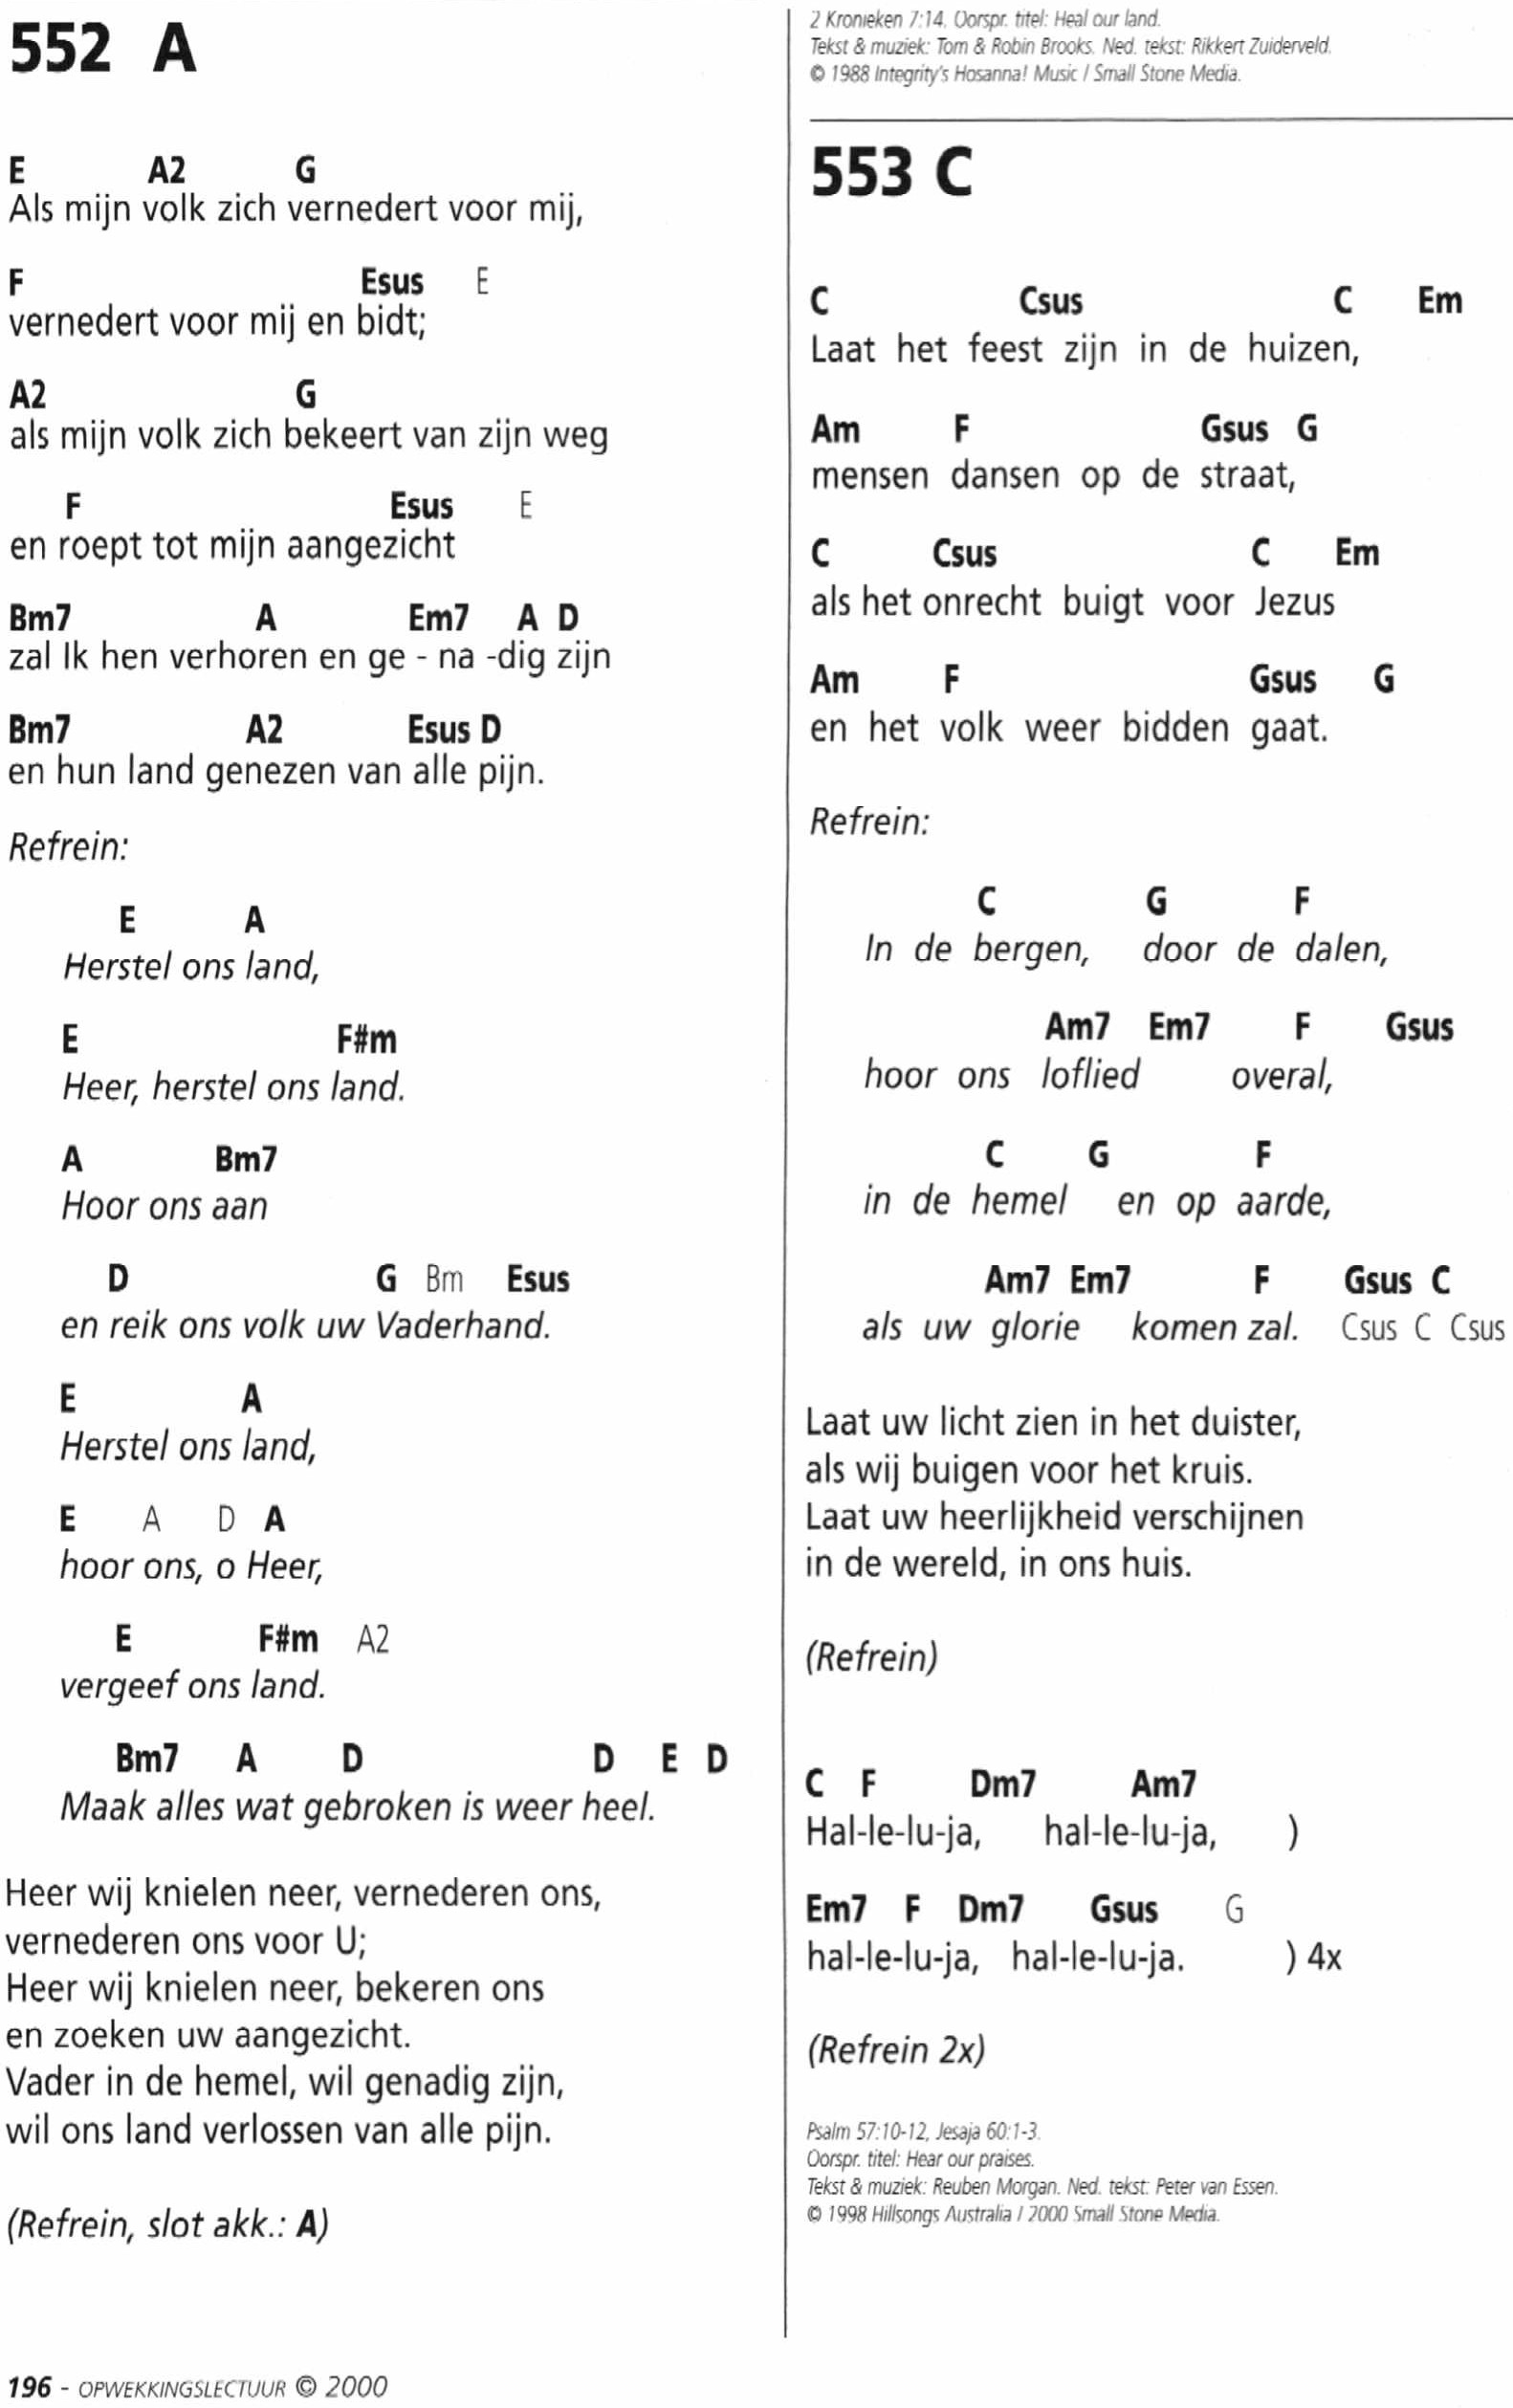 552 A
E A2 G
Als mijn volk zich vernedert voor mij,
F Esus E
vernedert voor mij en bidt;
A2 G
als mijn volk zich bekeert van zijn weg
F Esus E
en roept tot mijn aangezicht
Bm7 A Em7 A D
zal Ik hen verhoren en ge - na -dig zijn
Bm7 A2 Esus D
en hun land genezen van alle pijn.
Refrein:
E A
Herstel ons land,
E F#m
Heer, herstel ons land.
A Bm7
Hoor ons aan
D G Bm Esus
en reik ons volk uw Vaderhand.
E A
Herstel ons land,
E A D A
hoor ons, o Heer,
E F#m A2
vergeef ons land.
Bm7 A D D E D
Maak alles wat gebroken is weer heel.
Heer wij knielen neer, vernederen ons,
vernederen ons voor U;
Heer wij knielen neer, bekeren ons
en zoeken uw aangezicht.
Vader in de hemel, wil genadig zijn,
wil ons land verlossen van alle pijn.
(Refrein, slot akk.: A)
2 Kronieken 7:14. Oorspr. titel: Heal our land.
Tekst & muziek: Tom & Robin Brooks. Ned. tekst: Rikkert Zuiderveld.
© 1988 Integrity's Hosanna! Music / Small Stone Media.
553 C
C Csus C Em
Laat het feest zijn in de huizen,
Am F Gsus G
mensen dansen op de straat,
C Csus C Em
als het onrecht buigt voor Jezus
Am F Gsus G
en het volk weer bidden gaat.
Refrein:
C G F
In de bergen, door de dalen,
Am7 Em7 F Gsus
hoor ons loflied overal,
C G F
in de hemel en op aarde,
Am7 Em7 F Gsus C
als uw glorie komen zal. Csus C Csus
Laat uw licht zien in het duister,
als wij buigen voor het kruis.
Laat uw heerlijkheid verschijnen
in de wereld, in ons huis.
(Refrein)
C F Dm7 Am7
Hal-le-lu-ja, hal-le-lu-ja, )
Em7 F Dm7 Gsus G
hal-le-lu-ja, hal-le-lu-ja. ) 4x
(Refrein 2x)
Psalm 57:10-12, Jesaja 60:1-3.
Oorspr. titel: Hear our praises.
Tekst & muziek: Reuben Morgan. Ned. tekst: Peter van Essen.
© 1998 Hillsongs Australia / 2000 Small Stone Media.
196 - OPWEKKINGSLECTUUR © 2000